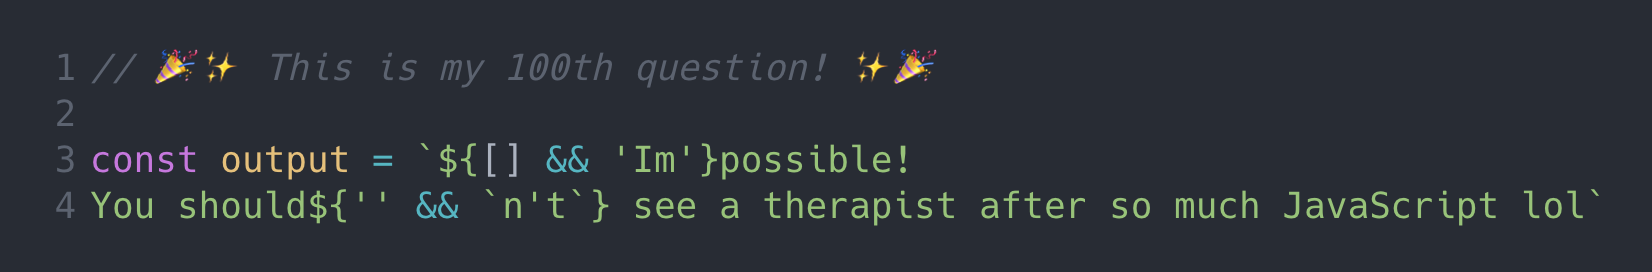 1 // 🎉✨ This is my 100th question! ✨🎉
2
3 const output = `${[] && 'Im'}possible!
4 You should${'' && `n't`} see a therapist after so much JavaScript lol`